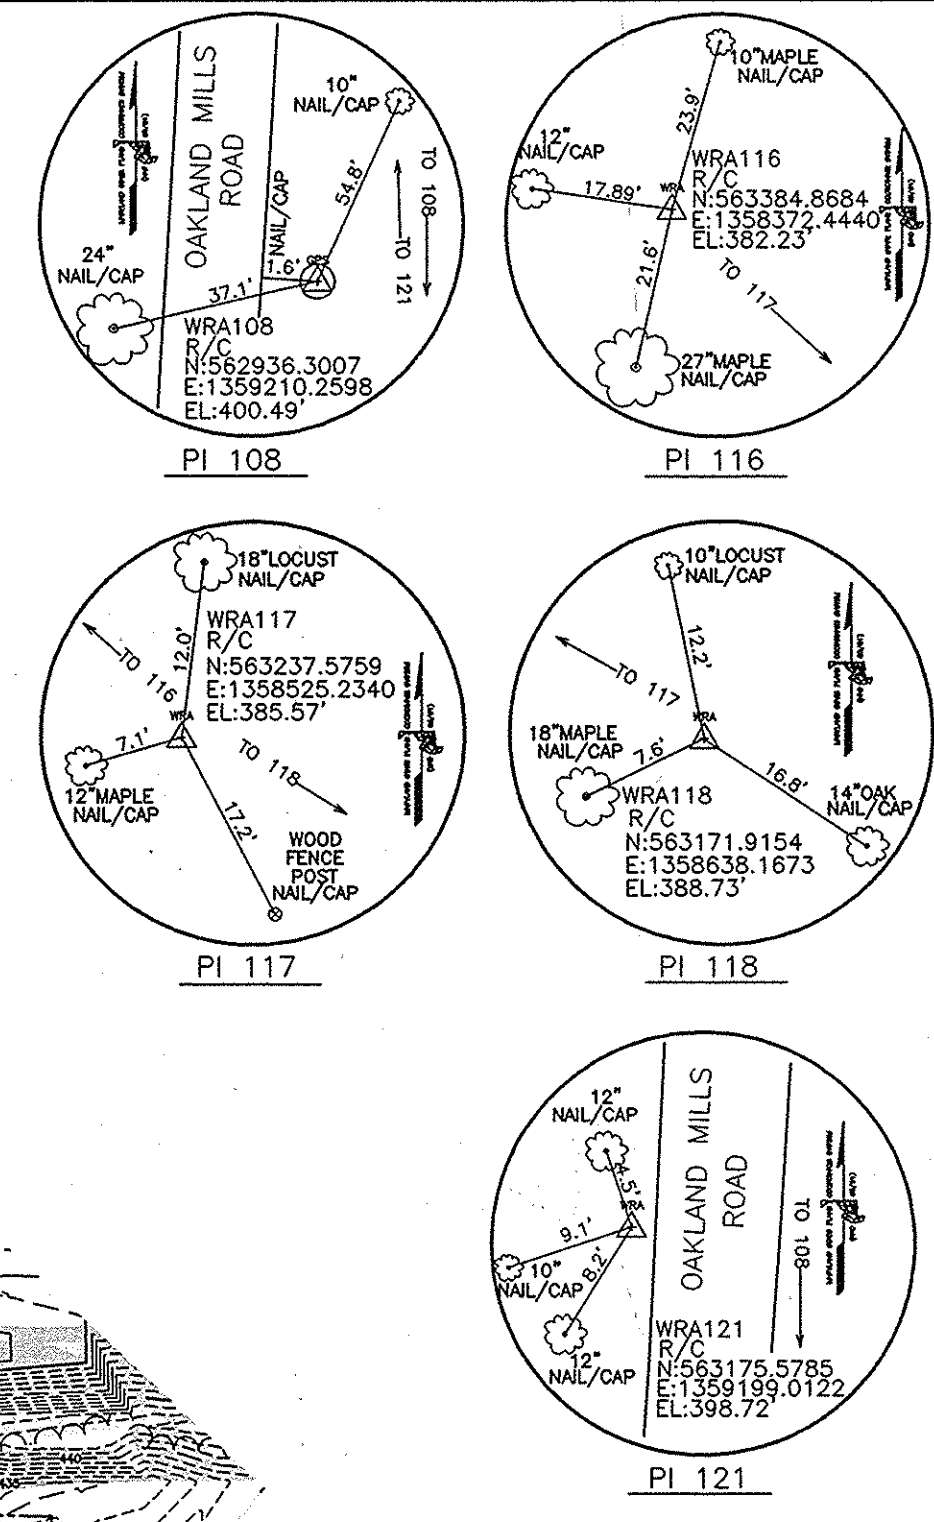 OAKLAND MILLS
ROAD
10"
NAIL/CAP
54.8'
TO 108
TO 121
NAIL/CAP
1.6'
24"
NAIL/CAP
37.1'
WRA108
R/C
N:562936.3007
E:1359210.2598
EL:400.49'
PI 108
10"MAPLE
NAIL/CAP
23.9'
12"
NAIL/CAP
17.89'
WRA
WRA116
R/C
N:563384.8684
E:1358372.4440
EL:382.23'
21.6'
TO 117
27"MAPLE
NAIL/CAP
PI 116
18"LOCUST
NAIL/CAP
12.0'
WRA117
R/C
N:563237.5759
E:1358525.2340
EL:385.57'
TO 116
WRA
7.1'
12"MAPLE
NAIL/CAP
TO 118
17.2'
WOOD
FENCE
POST
NAIL/CAP
PI 117
10"LOCUST
NAIL/CAP
12.2'
TO 117
WRA
18"MAPLE
NAIL/CAP
7.6'
16.8'
14"OAK
NAIL/CAP
WRA118
R/C
N:563171.9154
E:1358638.1673
EL:388.73'
PI 118
12"
NAIL/CAP
4.5'
WRA
OAKLAND MILLS
ROAD
9.1'
10"
NAIL/CAP
8.2'
12"
NAIL/CAP
TO 108
WRA121
R/C
N:563175.5785
E:1359199.0122
EL:398.72'
PI 121
440